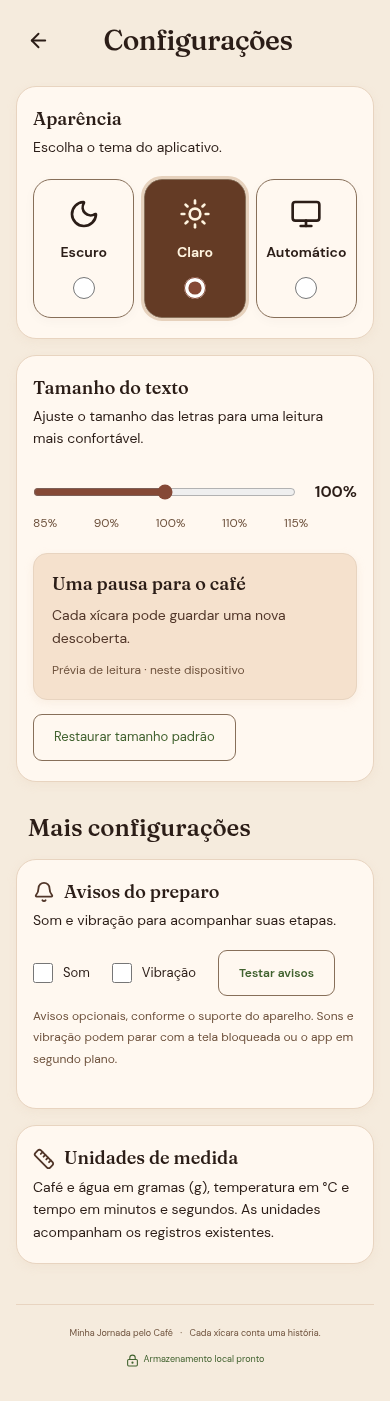 Configurações
Aparência
Escolha o tema do aplicativo.
Escuro
Claro
Automático
Tamanho do texto
Ajuste o tamanho das letras para uma leitura
mais confortável.
100%
85% 90% 100% 110% 115%
Uma pausa para o café
Cada xícara pode guardar uma nova
descoberta.
Prévia de leitura · neste dispositivo
Restaurar tamanho padrão
Mais configurações
Avisos do preparo
Som e vibração para acompanhar suas etapas.
Som
Vibração
Testar avisos
Avisos opcionais, conforme o suporte do aparelho. Sons e
vibração podem parar com a tela bloqueada ou o app em
segundo plano.
Unidades de medida
Café e água em gramas (g), temperatura em °C e
tempo em minutos e segundos. As unidades
acompanham os registros existentes.
Minha Jornada pelo Café · Cada xícara conta uma história.
Armazenamento local pronto